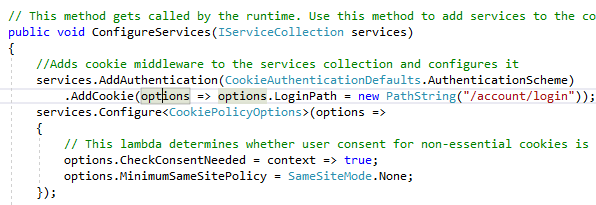 // This method gets called by the runtime. Use this method to add services to the co
public void ConfigureServices(IServiceCollection services)
{
//Adds cookie middleware to the services collection and configures it
services.AddAuthentication(CookieAuthenticationDefaults.AuthenticationScheme)
.AddCookie(options => options.LoginPath = new PathString("/account/login"));
services.Configure<CookiePolicyOptions>(options =>
{
// This lambda determines whether user consent for non-essential cookies is
options.CheckConsentNeeded = context => true;
options.MinimumSameSitePolicy = SameSiteMode.None;
});